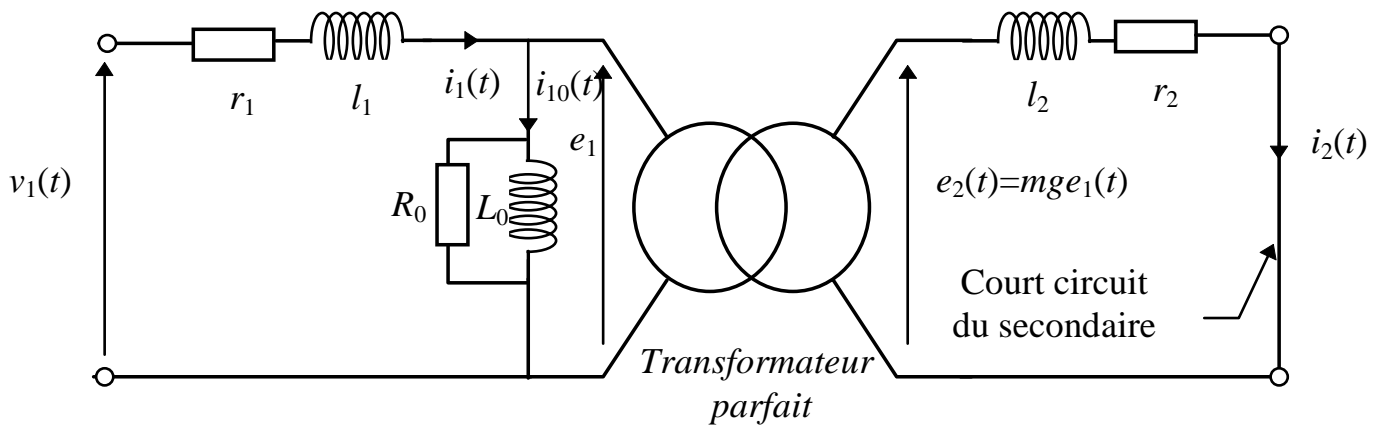 r₁
l₁
i₁(t)
i₁₀(t)
e₁
v₁(t)
R₀
L₀
l₂
r₂
i₂(t)
e₂(t)=mge₁(t)
Court circuit
du secondaire
Transformateur
parfait